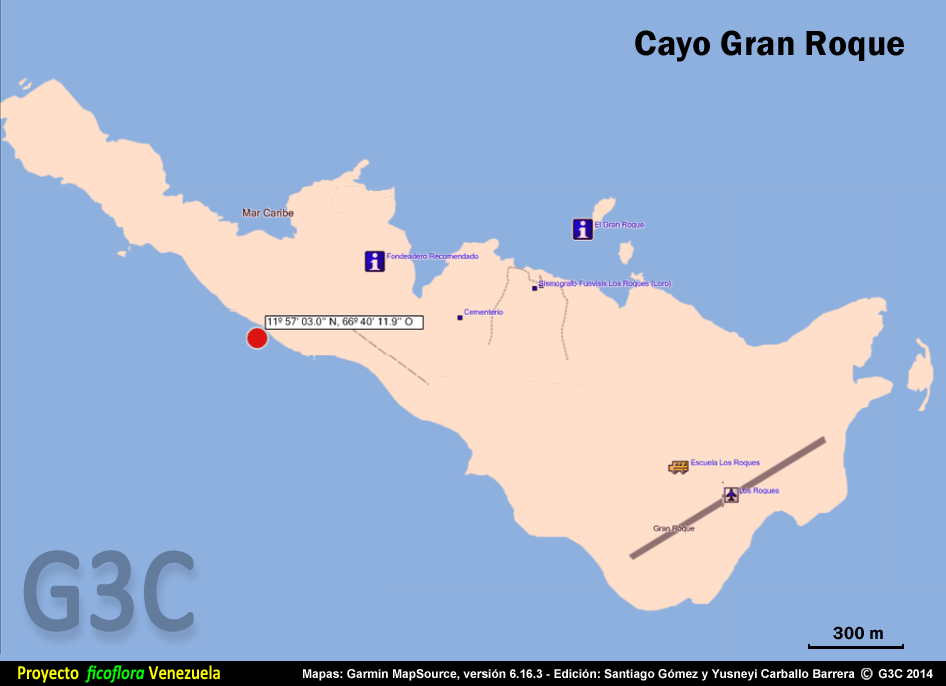 Cayo Gran Roque
Mar Caribe
El Gran Roque
Fondeadero Recomendado
Sismografo Funvisis Los Roques (Loro)
Cementerio
11º 57' 03.0" N, 66º 40' 11.9" O
Escuela Los Roques
Los Roques
Gran Roque
G3C
300 m
Proyecto ficoflora Venezuela
Mapas: Garmin MapSource, versión 6.16.3 - Edición: Santiago Gómez y Yusneyi Carballo Barrera © G3C 2014